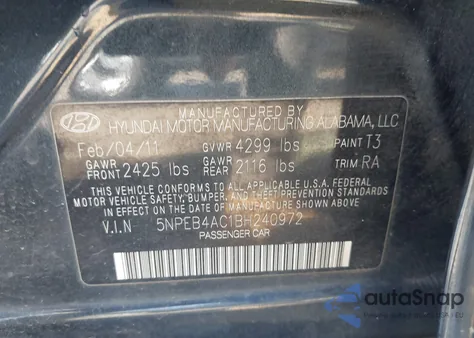 MANUFACTURED BY
HYUNDAI MOTOR MANUFACTURING ALABAMA, LLC
Feb/04/11 GVWR 4299 lbs PAINT T3
GAWR FRONT 2425 lbs GAWR REAR 2116 lbs TRIM RA
THIS VEHICLE CONFORMS TO ALL APPLICABLE U.S.A FEDERAL
MOTOR VEHICLE SAFETY, BUMPER, AND THEFT PREVENTION STANDARDS
IN EFFECT ON THE DATE OF MANUFACTURE SHOWN ABOVE.
V.I.N 5NPEB4AC1BH240972
PASSENGER CAR
autoSnap